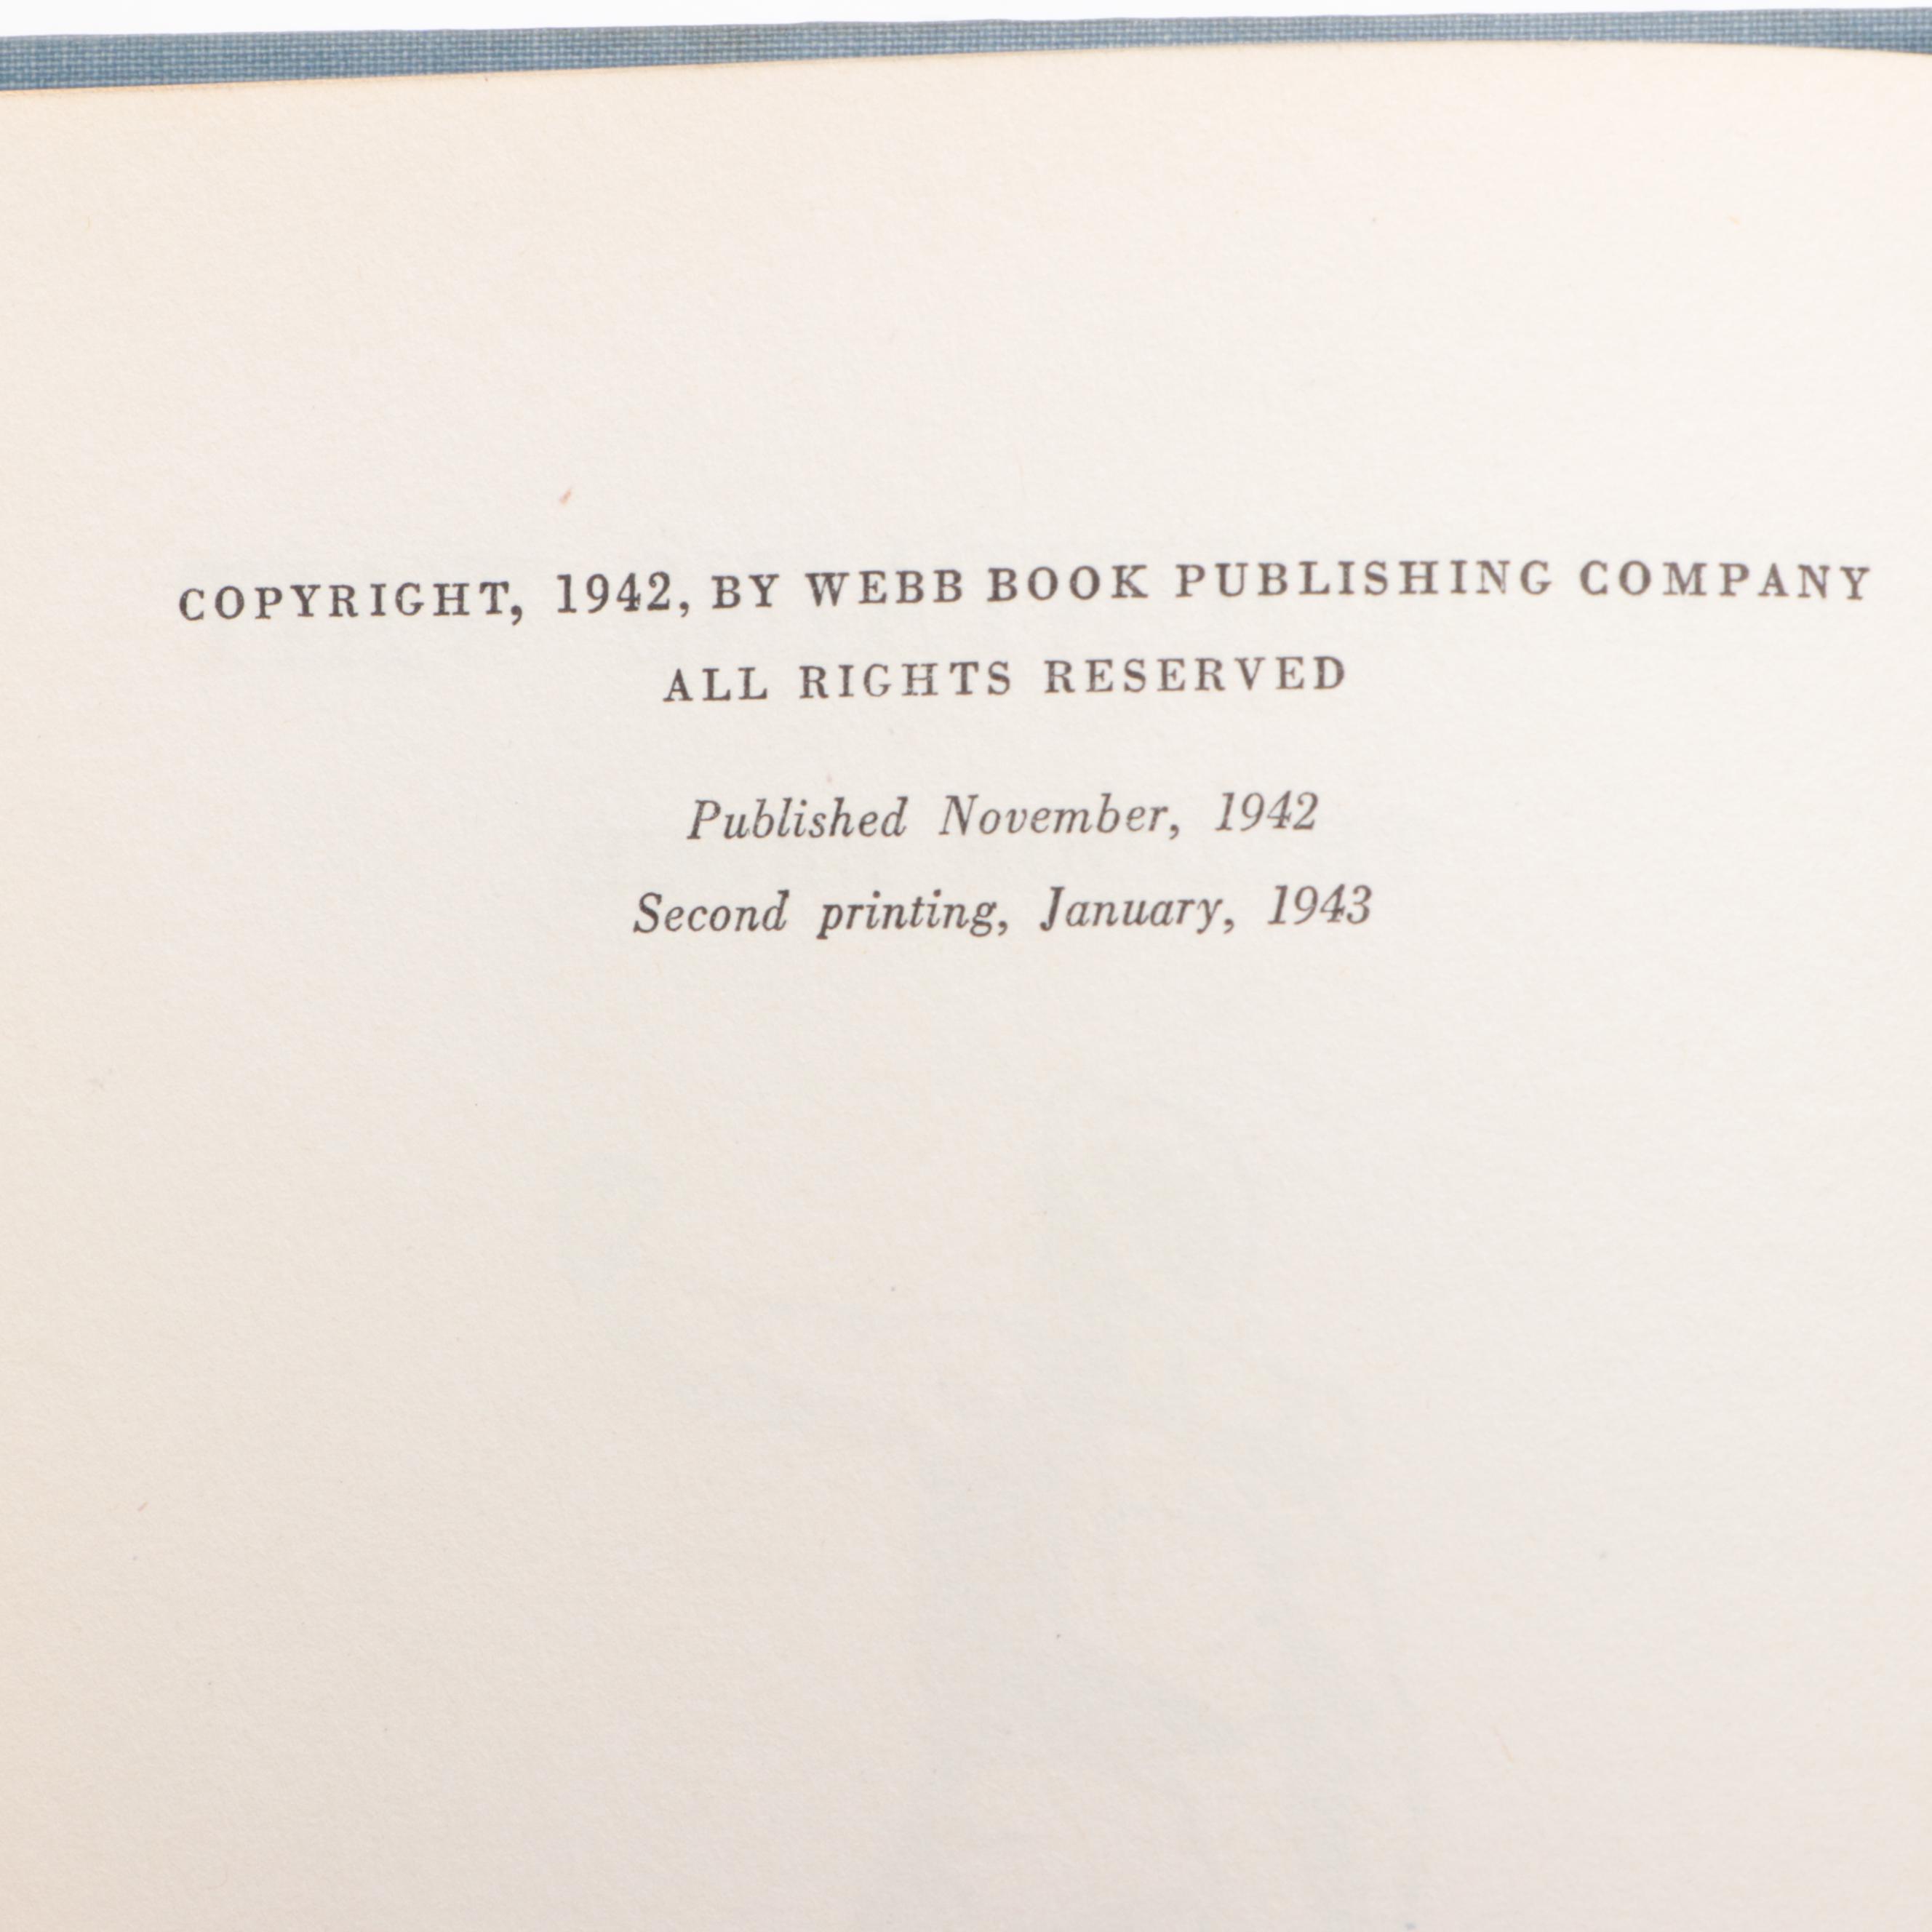 COPYRIGHT, 1942, BY WEBB BOOK PUBLISHING COMPANY
ALL RIGHTS RESERVED
Published November, 1942
Second printing, January, 1943